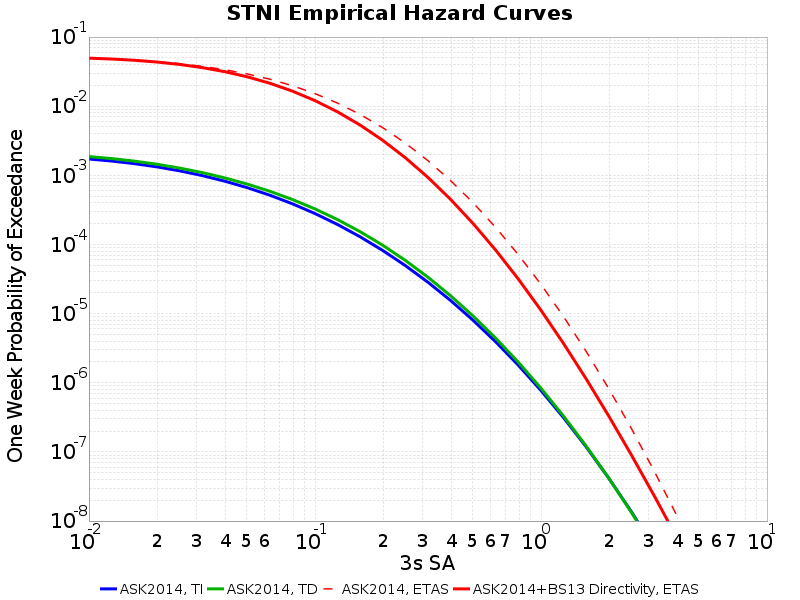 STNI Empirical Hazard Curves
One Week Probability of Exceedance
10^-1
10^-2
10^-3
10^-4
10^-5
10^-6
10^-7
10^-8
10^-2 2 3 4 5 6 10^-1 2 3 4 5 6 7 10^0 2 3 4 5 6 7 10^1
3s SA
ASK2014, TI ASK2014, TD ASK2014, ETAS ASK2014+BS13 Directivity, ETAS